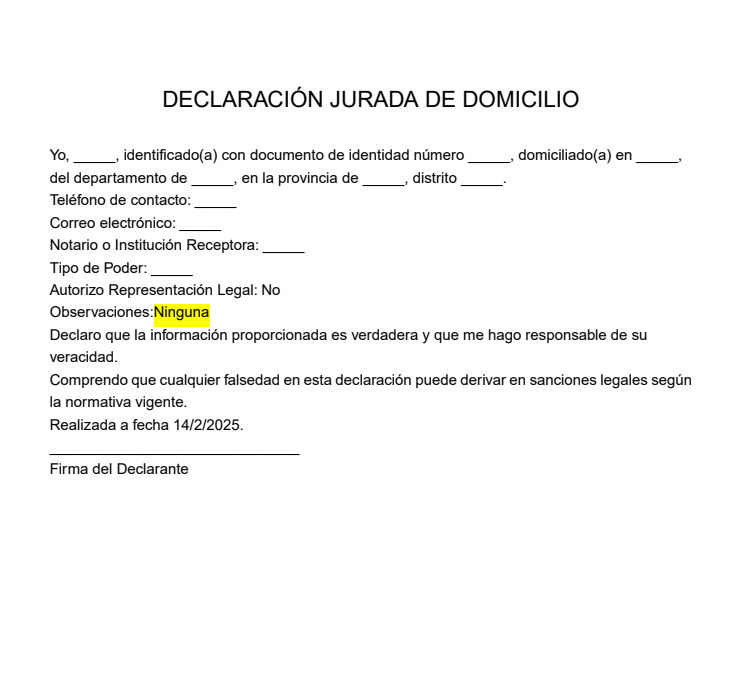 DECLARACIÓN JURADA DE DOMICILIO
Yo, _____, identificado(a) con documento de identidad número _____, domiciliado(a) en _____,
del departamento de _____, en la provincia de _____, distrito _____.
Teléfono de contacto: _____
Correo electrónico: _____
Notario o Institución Receptora: _____
Tipo de Poder: _____
Autorizo Representación Legal: No
Observaciones:Ninguna
Declaro que la información proporcionada es verdadera y que me hago responsable de su
veracidad.
Comprendo que cualquier falsedad en esta declaración puede derivar en sanciones legales según
la normativa vigente.
Realizada a fecha 14/2/2025.
______________________________
Firma del Declarante